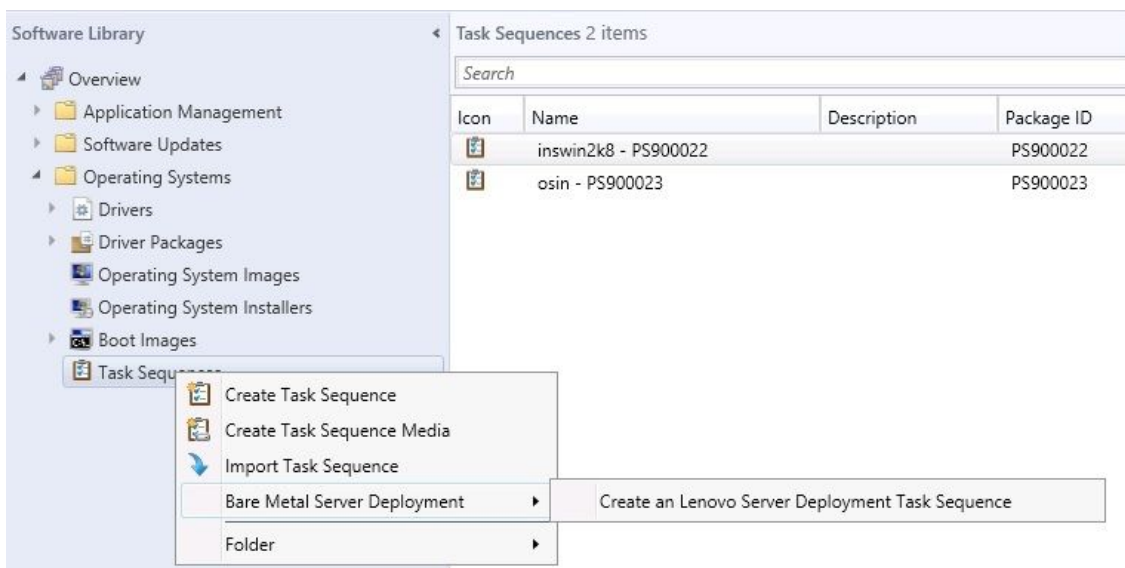 Software Library
Overview
Application Management
Software Updates
Operating Systems
Drivers
Driver Packages
Operating System Images
Operating System Installers
Boot Images
Task
Create Task Sequence
Create Task Sequence Media
Import Task Sequence
Bare Metal Server Deployment
Folder
Create an Lenovo Server Deployment Task Sequence
Task Sequences 2 items
Search
Icon Name Description Package ID
inswin2k8 - PS900022 PS900022
osin - PS900023 PS900023